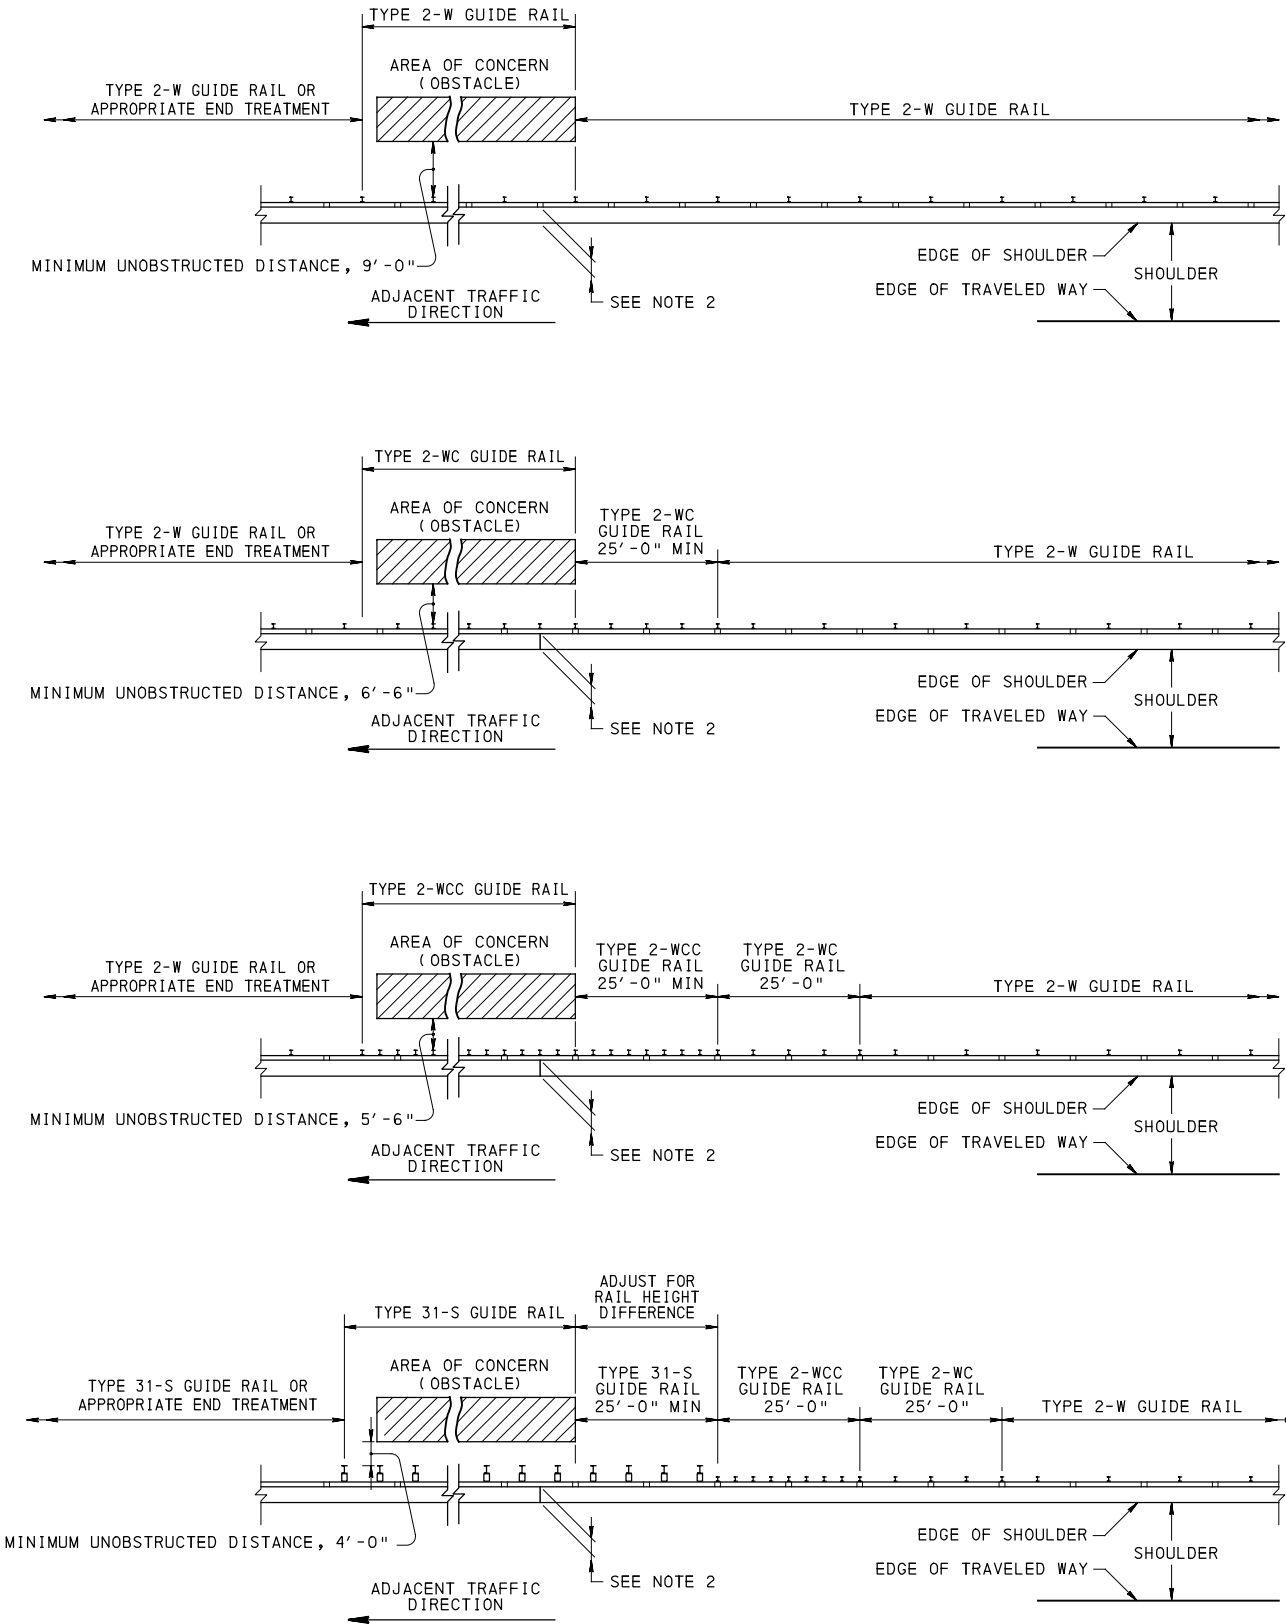 TYPE 2-W GUIDE RAIL
AREA OF CONCERN
(OBSTACLE)
TYPE 2-W GUIDE RAIL OR
APPROPRIATE END TREATMENT
TYPE 2-W GUIDE RAIL
MINIMUM UNOBSTRUCTED DISTANCE, 9'-0"
EDGE OF SHOULDER
SHOULDER
EDGE OF TRAVELED WAY
ADJACENT TRAFFIC
DIRECTION
SEE NOTE 2
TYPE 2-WC GUIDE RAIL
AREA OF CONCERN
(OBSTACLE)
TYPE 2-W GUIDE RAIL OR
APPROPRIATE END TREATMENT
TYPE 2-WC
GUIDE RAIL
25'-0" MIN
TYPE 2-W GUIDE RAIL
MINIMUM UNOBSTRUCTED DISTANCE, 6'-6"
EDGE OF SHOULDER
SHOULDER
EDGE OF TRAVELED WAY
ADJACENT TRAFFIC
DIRECTION
SEE NOTE 2
TYPE 2-WCC GUIDE RAIL
AREA OF CONCERN
(OBSTACLE)
TYPE 2-W GUIDE RAIL OR
APPROPRIATE END TREATMENT
TYPE 2-WCC
GUIDE RAIL
25'-0" MIN
TYPE 2-WC
GUIDE RAIL
25'-0"
TYPE 2-W GUIDE RAIL
MINIMUM UNOBSTRUCTED DISTANCE, 5'-6"
EDGE OF SHOULDER
SHOULDER
EDGE OF TRAVELED WAY
ADJACENT TRAFFIC
DIRECTION
SEE NOTE 2
TYPE 31-S GUIDE RAIL
ADJUST FOR
RAIL HEIGHT
DIFFERENCE
AREA OF CONCERN
(OBSTACLE)
TYPE 31-S GUIDE RAIL OR
APPROPRIATE END TREATMENT
TYPE 31-S
GUIDE RAIL
25'-0" MIN
TYPE 2-WCC
GUIDE RAIL
25'-0"
TYPE 2-WC
GUIDE RAIL
25'-0"
TYPE 2-W GUIDE RAIL
MINIMUM UNOBSTRUCTED DISTANCE, 4'-0"
EDGE OF SHOULDER
SHOULDER
EDGE OF TRAVELED WAY
ADJACENT TRAFFIC
DIRECTION
SEE NOTE 2